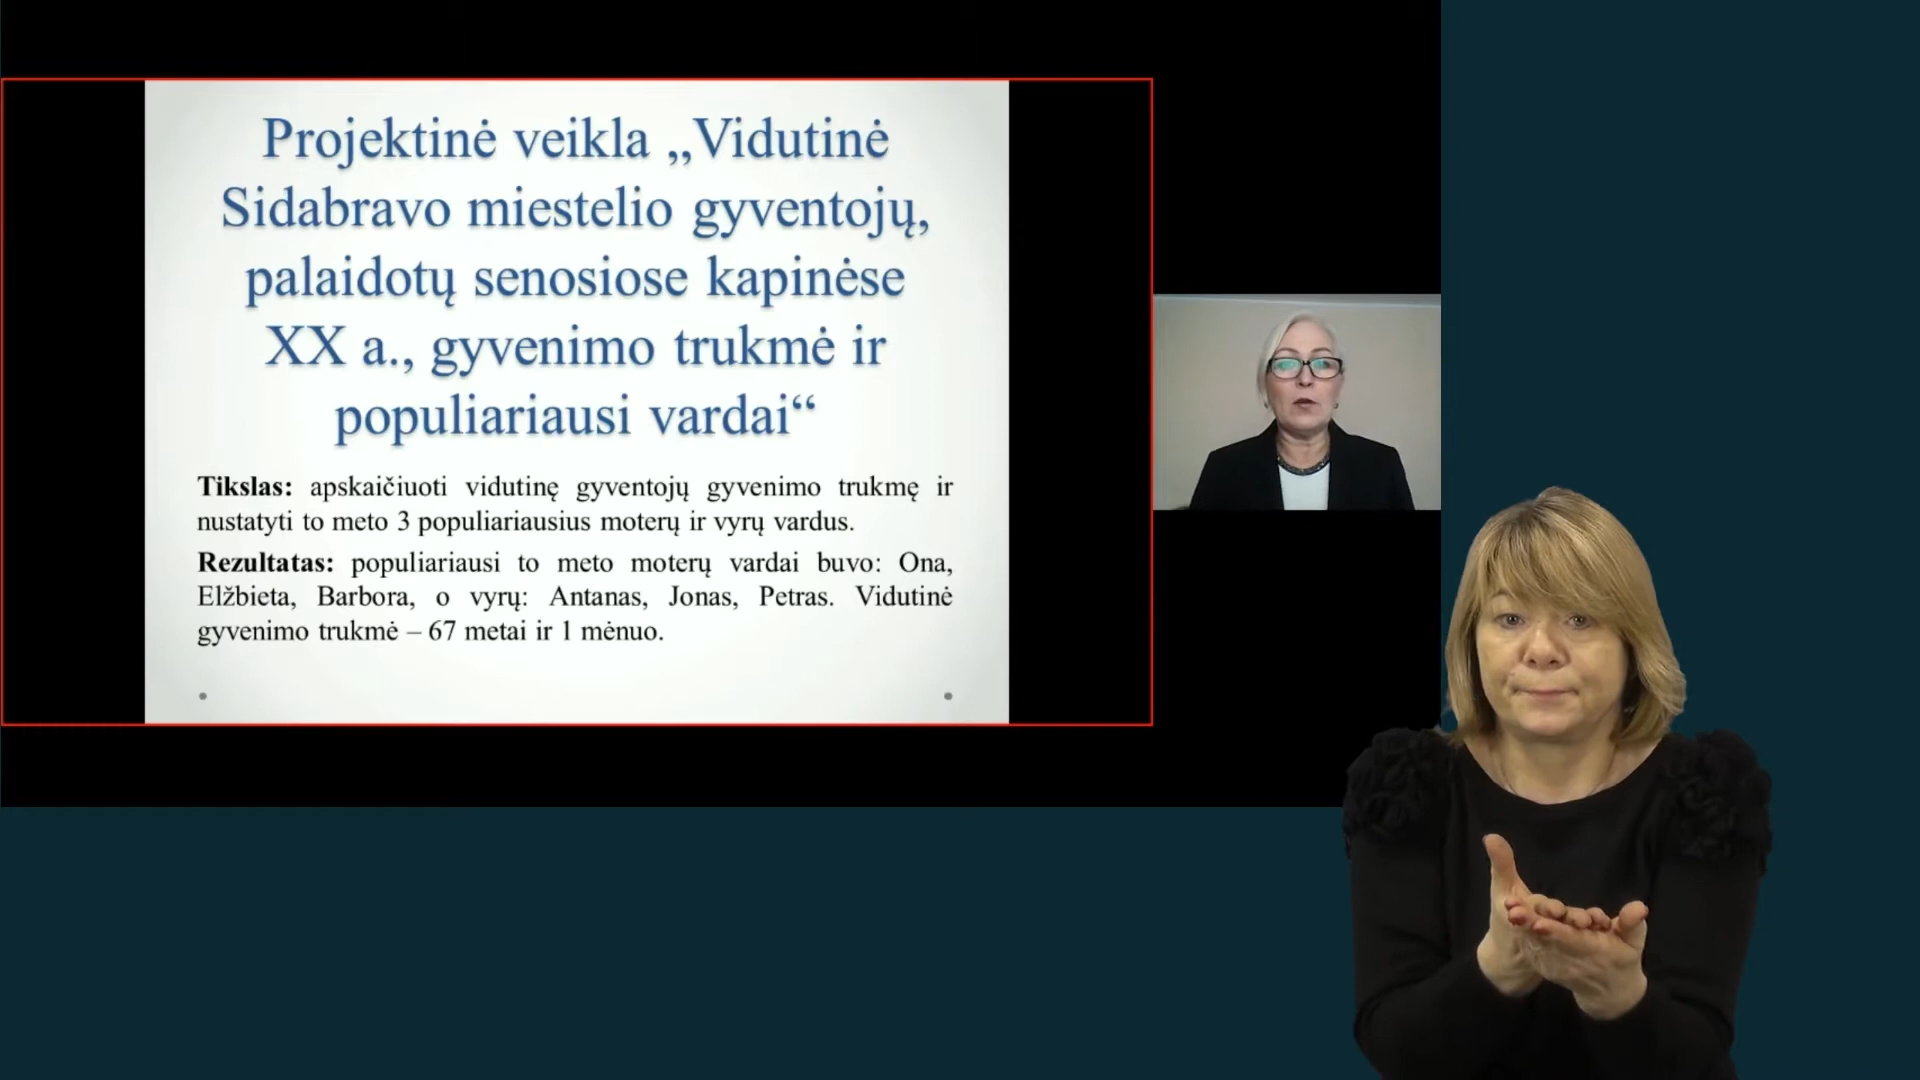 Projektinė veikla „Vidutinė
Sidabravo miestelio gyventojų,
palaidotų senosiose kapinėse
XX a., gyvenimo trukmė ir
populiariausi vardai“
Tikslas: apskaičiuoti vidutinę gyventojų gyvenimo trukmę ir
nustatyti to meto 3 populiariausius moterų ir vyrų vardus.
Rezultatas: populiariausi to meto moterų vardai buvo: Ona,
Elžbieta, Barbora, o vyrų: Antanas, Jonas, Petras. Vidutinė
gyvenimo trukmė – 67 metai ir 1 mėnuo.